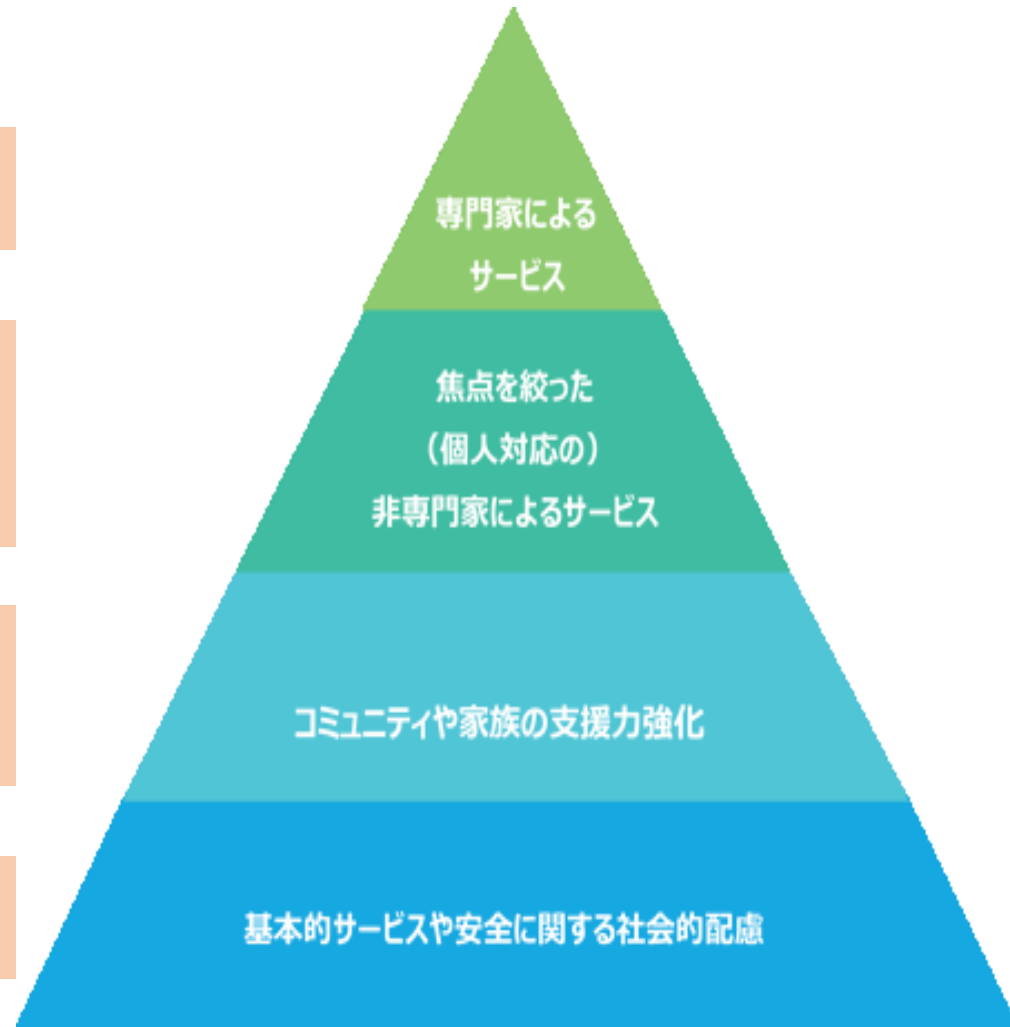 専門家による
サービス
焦点を絞った
（個人対応の）
非専門家によるサービス
コミュニティや家族の支援力強化
基本的サービスや安全に関する社会的配慮